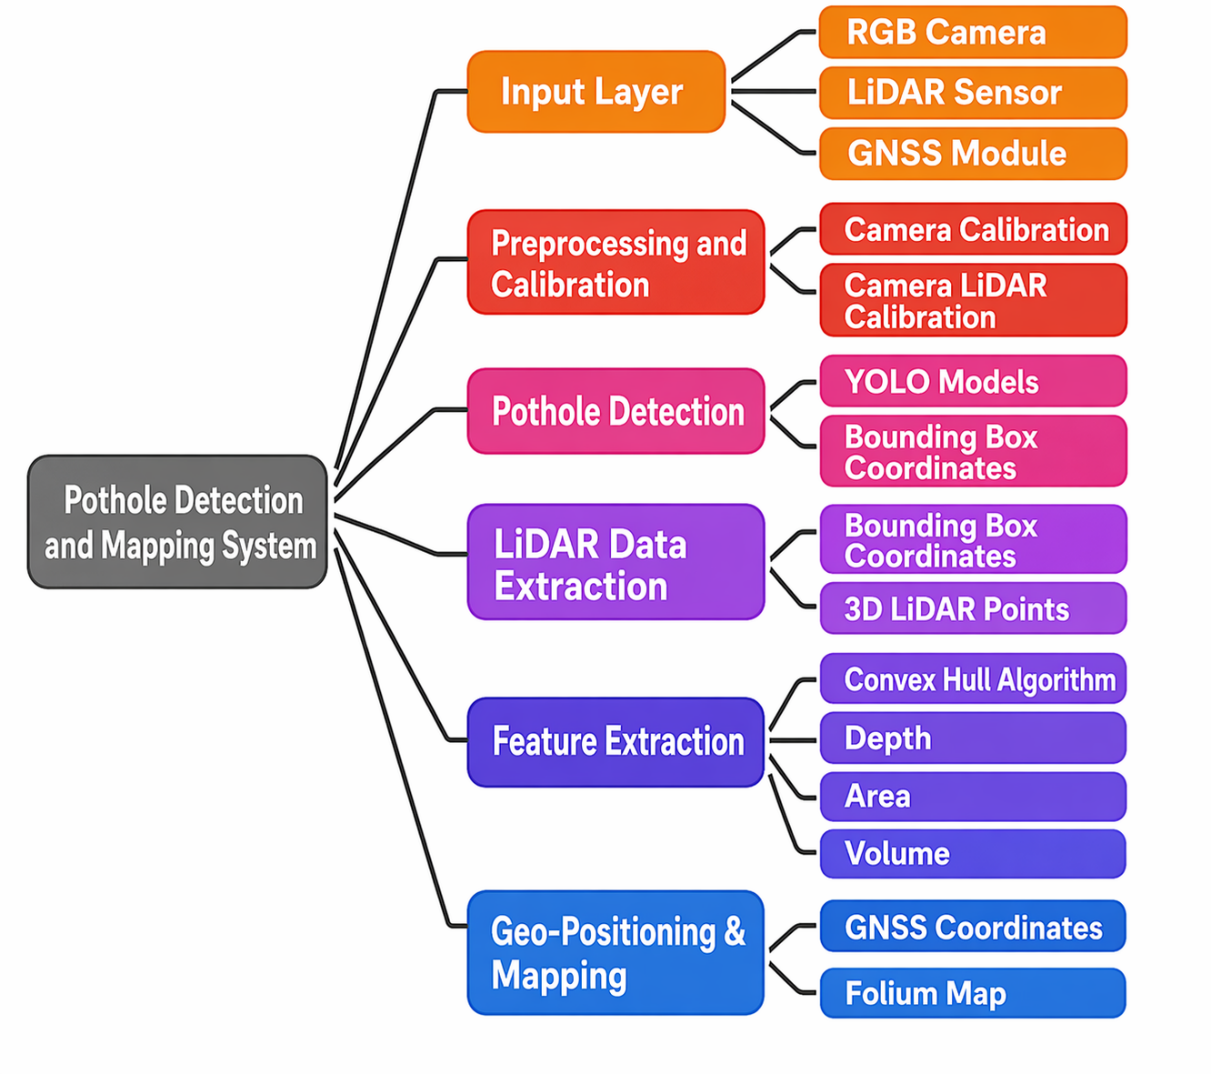 Pothole Detection
and Mapping System
Input Layer
RGB Camera
LiDAR Sensor
GNSS Module
Preprocessing and
Calibration
Camera Calibration
Camera LiDAR
Calibration
Pothole Detection
YOLO Models
Bounding Box
Coordinates
LiDAR Data
Extraction
Bounding Box
Coordinates
3D LiDAR Points
Feature Extraction
Convex Hull Algorithm
Depth
Area
Volume
Geo-Positioning &
Mapping
GNSS Coordinates
Folium Map